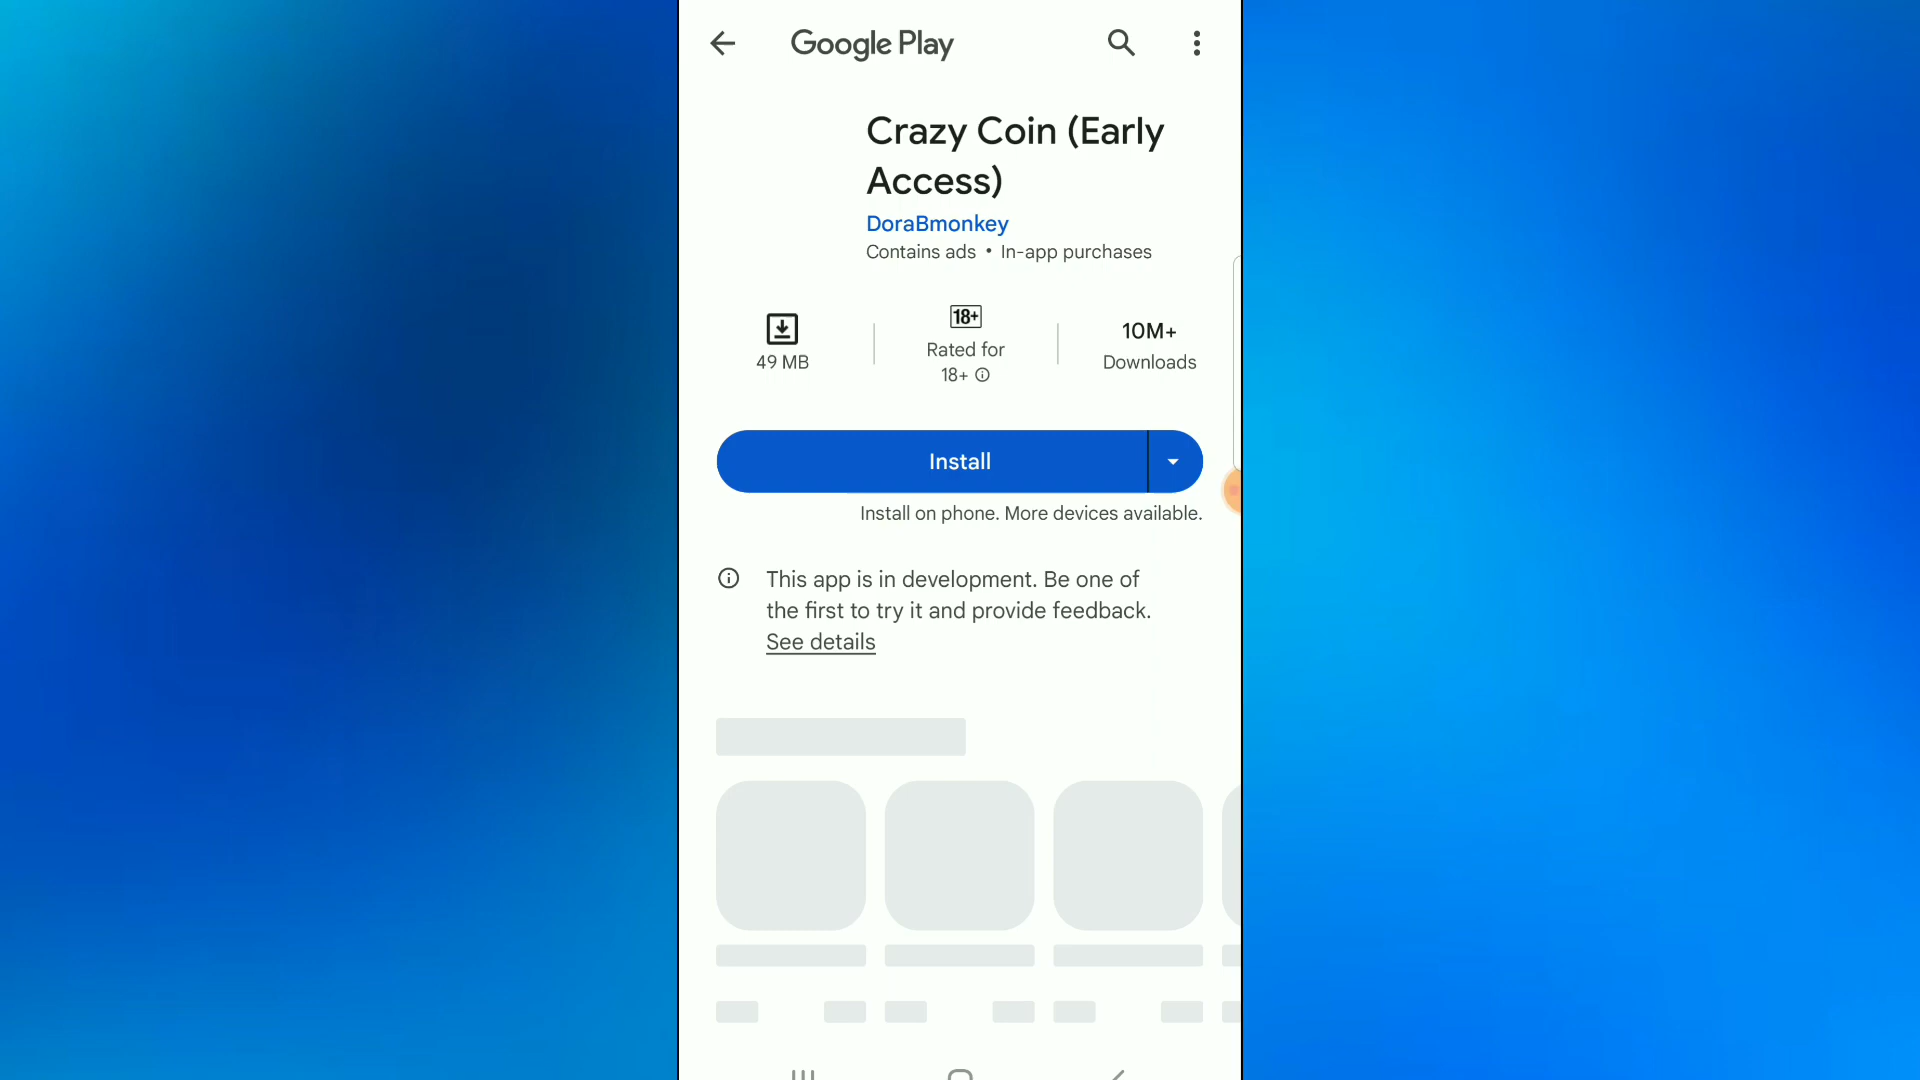 Google Play
Crazy Coin (Early
Access)
DoraBmonkey
Contains ads • In-app purchases
18+
10M+
49 MB
Rated for
18+
Downloads
Install
Install on phone. More devices available.
This app is in development. Be one of
the first to try it and provide feedback.
See details